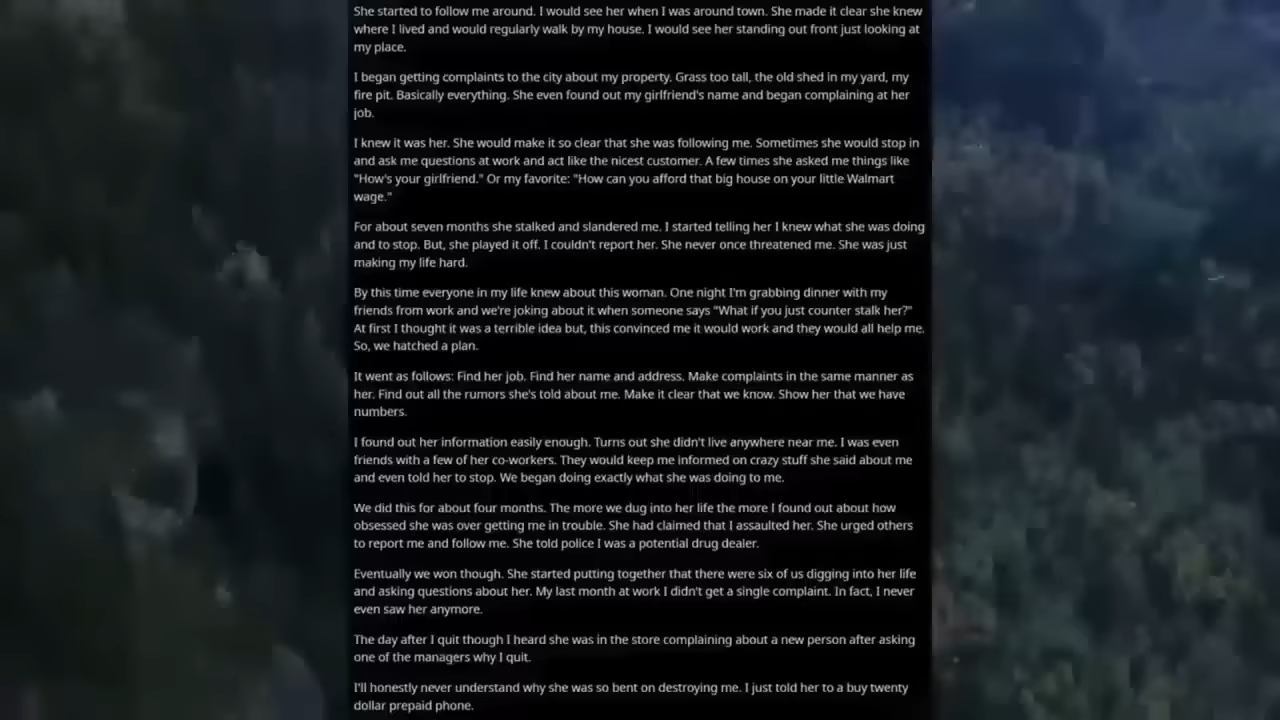 She started to follow me around. I would see her when I was around town. She made it clear she knew
where I lived and would regularly walk by my house. I would see her standing out front just looking at
my place.
I began getting complaints to the city about my property. Grass too tall, the old shed in my yard, my
fire pit. Basically everything. She even found out my girlfriend's name and began complaining at her
job.
I knew it was her. She would make it so clear that she was following me. Sometimes she would stop in
and ask me questions at work and act like the nicest customer. A few times she asked me things like
"How's your girlfriend." Or my favorite: "How can you afford that big house on your little Walmart
wage."
For about seven months she stalked and slandered me. I started telling her I knew what she was doing
and to stop. But, she played it off. I couldn't report her. She never once threatened me. She was just
making my life hard.
By this time everyone in my life knew about this woman. One night I'm grabbing dinner with my
friends from work and we're joking about it when someone says "What if you just counter stalk her?"
At first I thought it was a terrible idea but, this convinced me it would work and they would all help me.
So, we hatched a plan.
It went as follows: Find her job. Find her name and address. Make complaints in the same manner as
her. Find out all the rumors she's told about me. Make it clear that we know. Show her that we have
numbers.
I found out her information easily enough. Turns out she didn't live anywhere near me. I was even
friends with a few of her co-workers. They would keep me informed on crazy stuff she said about me
and even told her to stop. We began doing exactly what she was doing to me.
We did this for about four months. The more we dug into her life the more I found out about how
obsessed she was over getting me in trouble. She had claimed that I assaulted her. She urged others
to report me and follow me. She told police I was a potential drug dealer.
Eventually we won though. She started putting together that there were six of us digging into her life
and asking questions about her. My last month at work I didn't get a single complaint. In fact, I never
even saw her anymore.
The day after I quit though I heard she was in the store complaining about a new person after asking
one of the managers why I quit.
I'll honestly never understand why she was so bent on destroying me. I just told her to a buy twenty
dollar prepaid phone.